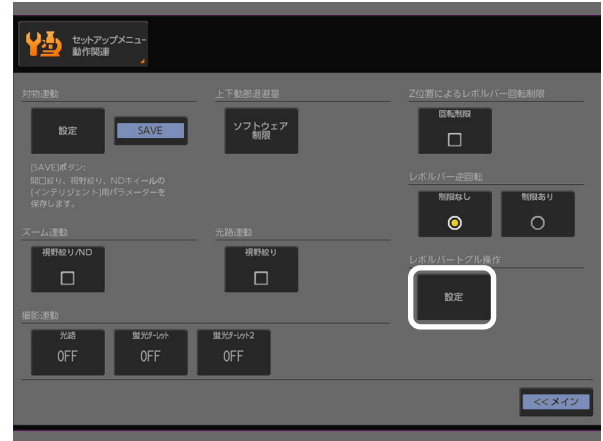 セットアップメニュー
動作関連
対物連動
設定
SAVE
[SAVE]ボタン:
開口絞り、視野絞り、NDホイールの
[インテリジェント]用パラメーターを
保存します。
上下動部退避量
ソフトウェア
制限
Z位置によるレボルバー回転制限
回転制限
レボルバー逆回転
制限なし
制限あり
ズーム連動
視野絞り/ND
光路連動
視野絞り
レボルバートグル操作
設定
撮影連動
光路
OFF
蛍光ターレット
OFF
蛍光ターレット2
OFF
<<メイン